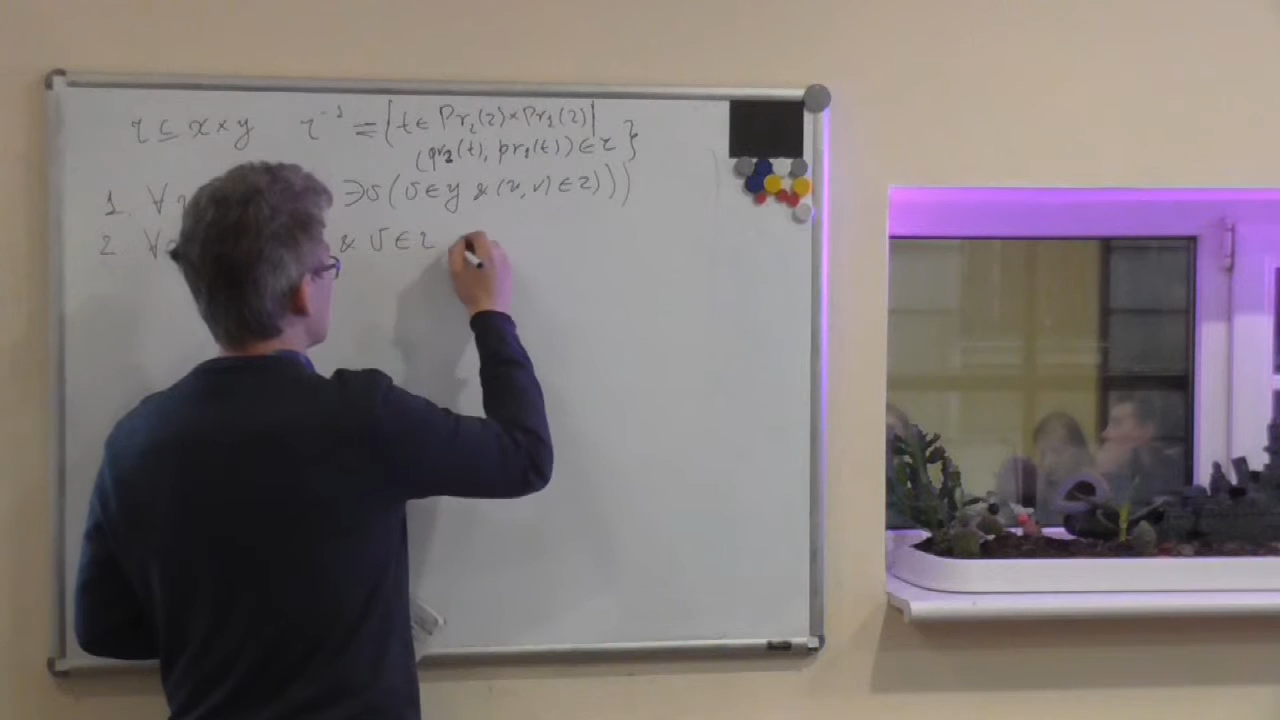 r ⊆ x × y r⁻¹ ⇌ { t ∈ Pr₂(r) × Pr₁(r) |
(pr₂(t), pr₁(t)) ∈ r }
1. ∀ ∃v (v ∈ y & (u, v) ∈ r)))
2. ∀ & v ∈ r